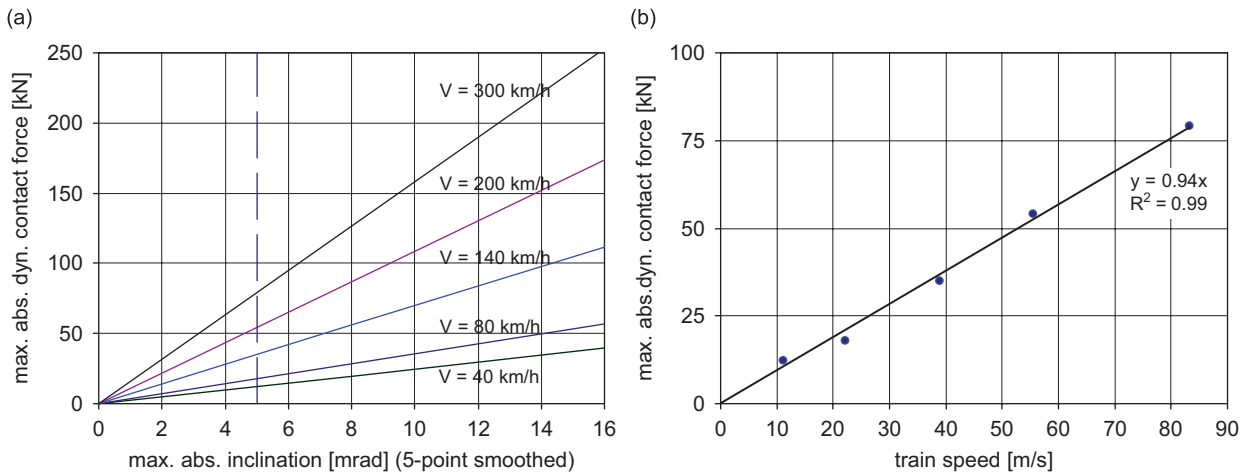 (a)
250
200
150
100
50
0
max. abs. dyn. contact force [kN]
V = 300 km/h
V = 200 km/h
V = 140 km/h
V = 80 km/h
V = 40 km/h
0 2 4 6 8 10 12 14 16
max. abs. inclination [mrad] (5-point smoothed)
(b)
100
75
50
25
0
max. abs.dyn. contact force [kN]
y = 0.94x
R² = 0.99
0 10 20 30 40 50 60 70 80 90
train speed [m/s]